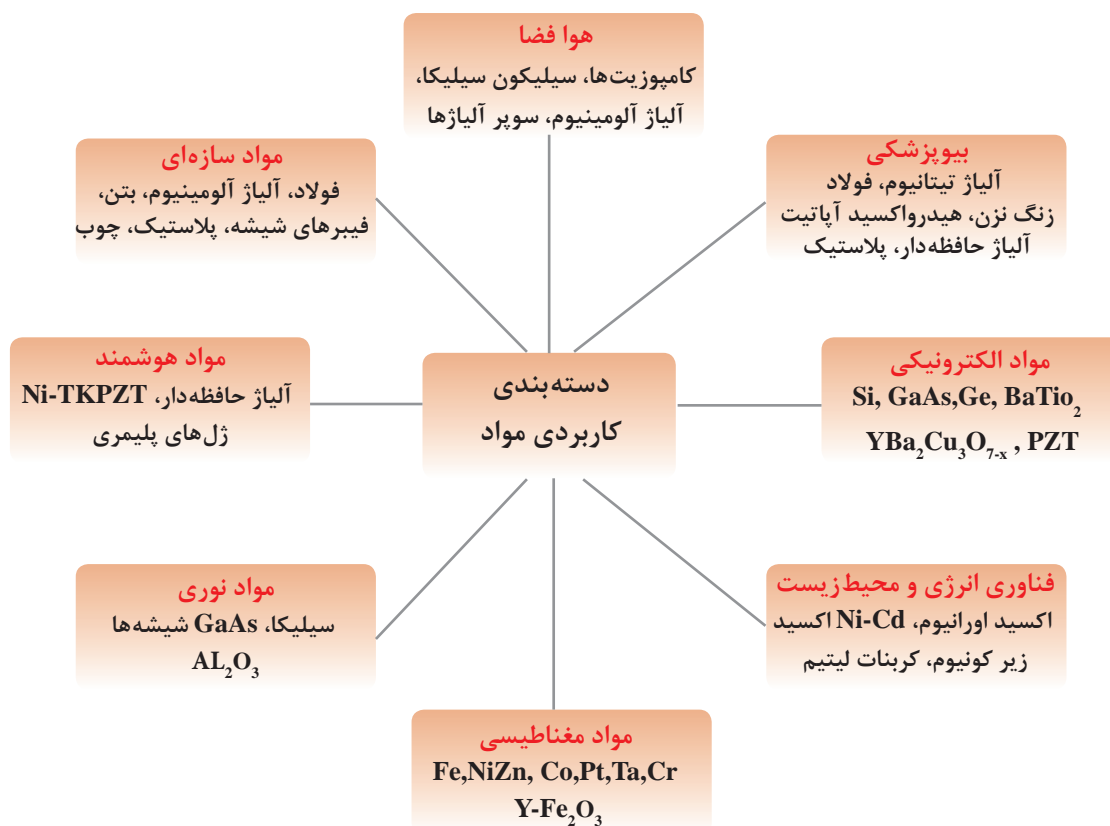 هوا فضا
کامپوزیت‌ها، سیلیکون سیلیکا،
آلیاژ آلومینیوم، سوپر آلیاژها
بیوپزشکی
آلیاژ تیتانیوم، فولاد
زنگ نزن، هیدرواکسید آپاتیت
آلیاژ حافظه‌دار، پلاستیک
مواد سازه‌ای
فولاد، آلیاژ آلومینیوم، بتن،
فیبرهای شیشه، پلاستیک، چوب
مواد الکترونیکی
Si, GaAs,Ge, BaTio₂
YBa₂Cu₃O₇₋ₓ , PZT
دسته‌بندی
کاربردی مواد
مواد هوشمند
آلیاژ حافظه‌دار، Ni-TKPZT
ژل‌های پلیمری
فناوری انرژی و محیط‌زیست
اکسید اورانیوم، Ni-Cd اکسید
زیر کونیوم، کربنات لیتیم
مواد نوری
سیلیکا، GaAs شیشه‌ها
AL₂O₃
مواد مغناطیسی
Fe,NiZn, Co,Pt,Ta,Cr
Y-Fe₂O₃